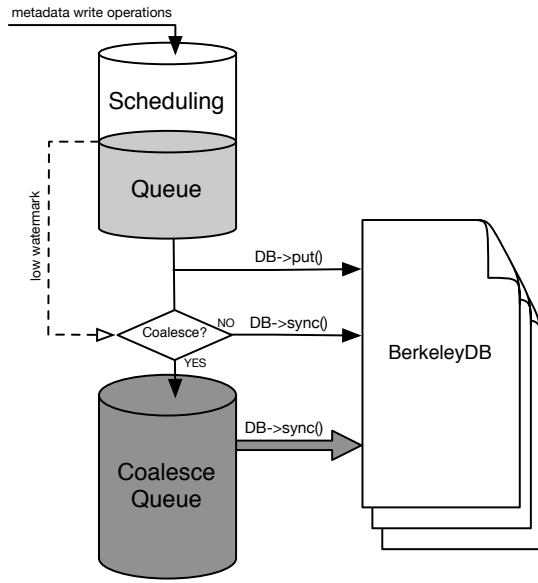 metadata write operations
Scheduling
Queue
low watermark
DB->put()
Coalesce?
NO
DB->sync()
YES
BerkeleyDB
DB->sync()
Coalesce
Queue